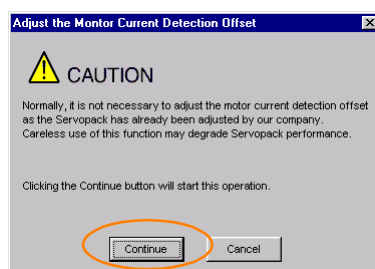 Adjust the Montor Current Detection Offset
CAUTION
Normally, it is not necessary to adjust the motor current detection offset
as the Servopack has already been adjusted by our company.
Careless use of this function may degrade Servopack performance.
Clicking the Continue button will start this operation.
Continue
Cancel